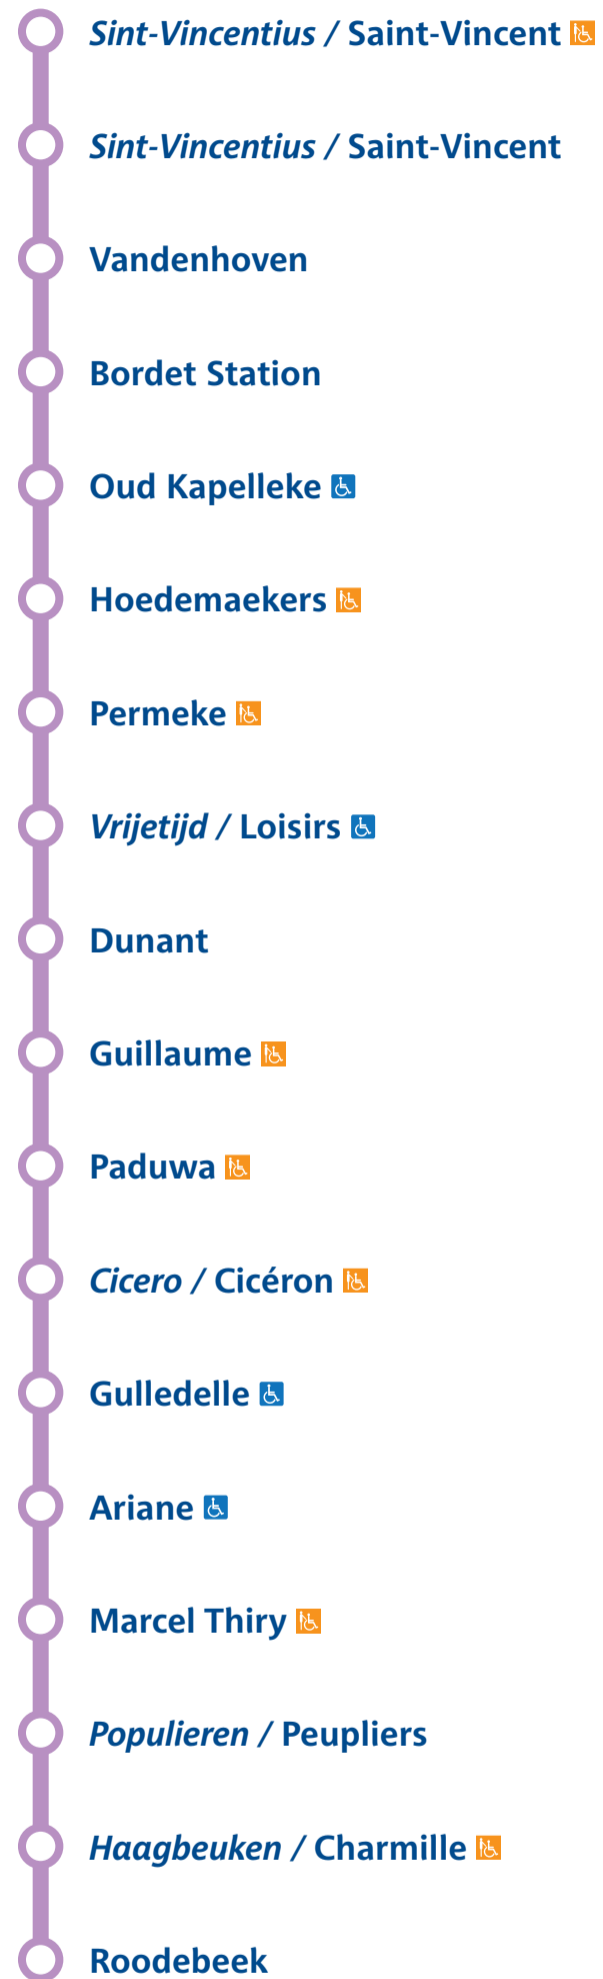 Sint-Vincentius / Saint-Vincent
Sint-Vincentius / Saint-Vincent
Vandenhoven
Bordet Station
Oud Kapelleke
Hoedemaekers
Permeke
Vrijetijd / Loisirs
Dunant
Guillaume
Paduwa
Cicero / Cicéron
Gulledelle
Ariane
Marcel Thiry
Populieren / Peupliers
Haagbeuken / Charmille
Roodebeek